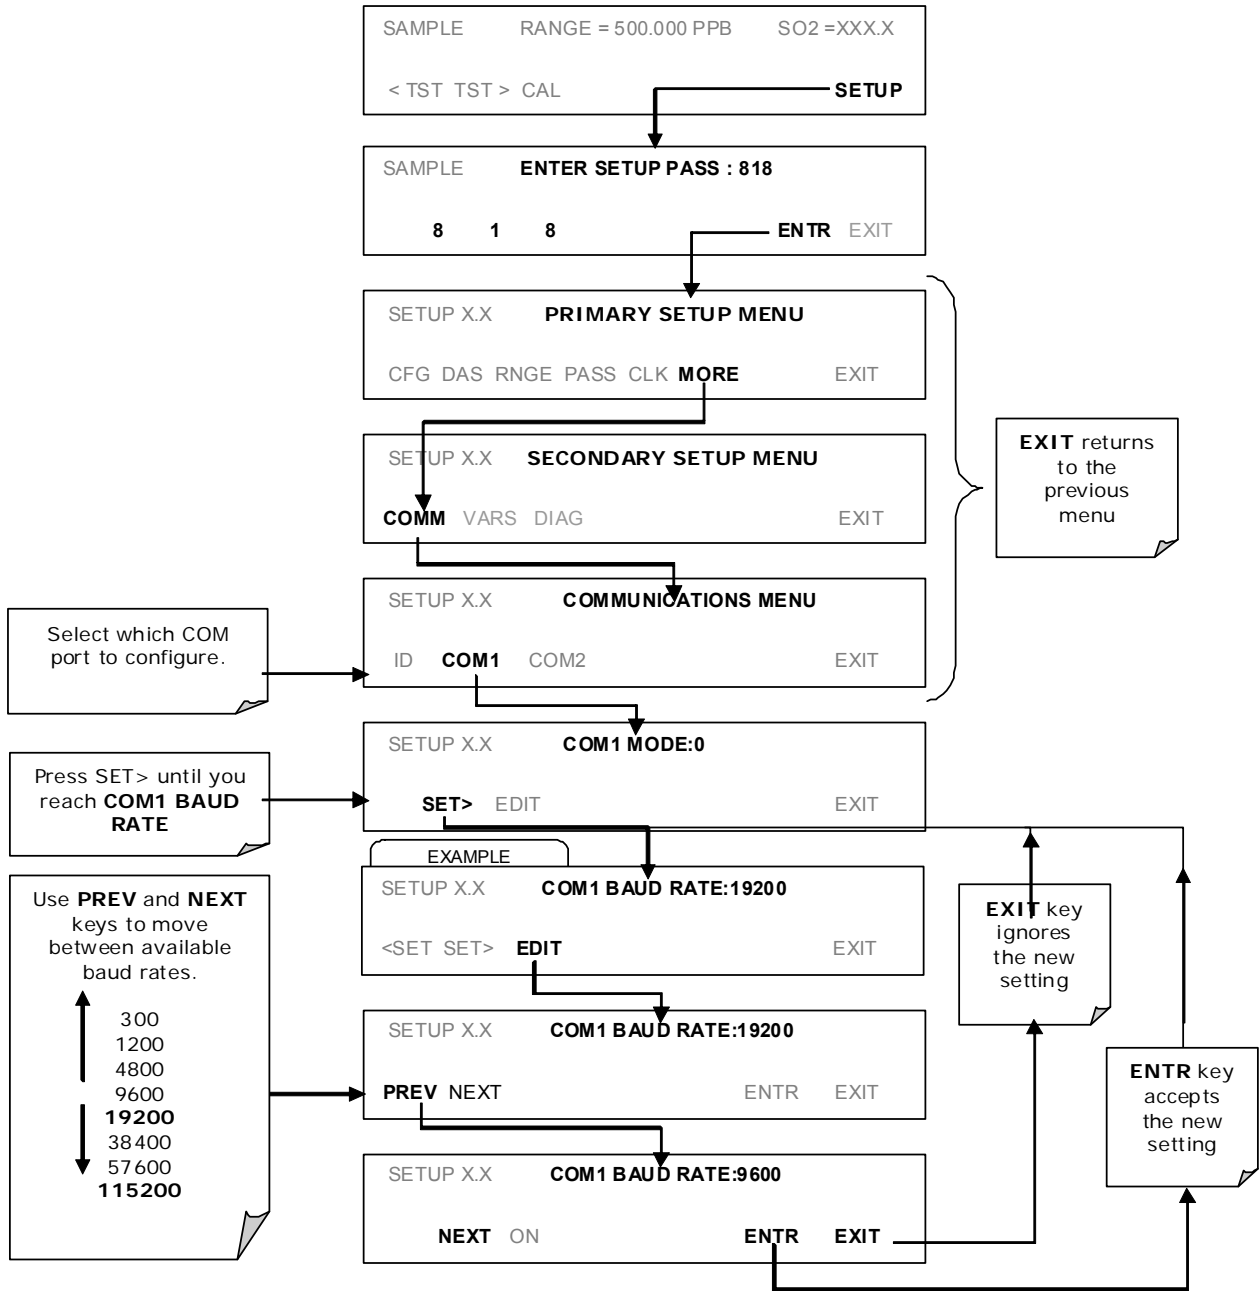 SAMPLE RANGE = 500.000 PPB SO2 =XXX.X
< TST TST > CAL SETUP
SAMPLE ENTER SETUP PASS : 818
8 1 8 ENTR EXIT
SETUP X.X PRIMARY SETUP MENU
CFG DAS RNGE PASS CLK MORE EXIT
SETUP X.X SECONDARY SETUP MENU
COMM VARS DIAG EXIT
EXIT returns
to the
previous
menu
SETUP X.X COMMUNICATIONS MENU
ID COM1 COM2 EXIT
Select which COM
port to configure.
SETUP X.X COM1 MODE:0
SET> EDIT EXIT
Press SET> until you
reach COM1 BAUD
RATE
EXAMPLE
SETUP X.X COM1 BAUD RATE:19200
<SET SET> EDIT EXIT
Use PREV and NEXT
keys to move
between available
baud rates.
300
1200
4800
9600
19200
38400
57600
115200
EXIT key
ignores
the new
setting
SETUP X.X COM1 BAUD RATE:19200
PREV NEXT ENTR EXIT
ENTR key
accepts
the new
setting
SETUP X.X COM1 BAUD RATE:9600
NEXT ON ENTR EXIT